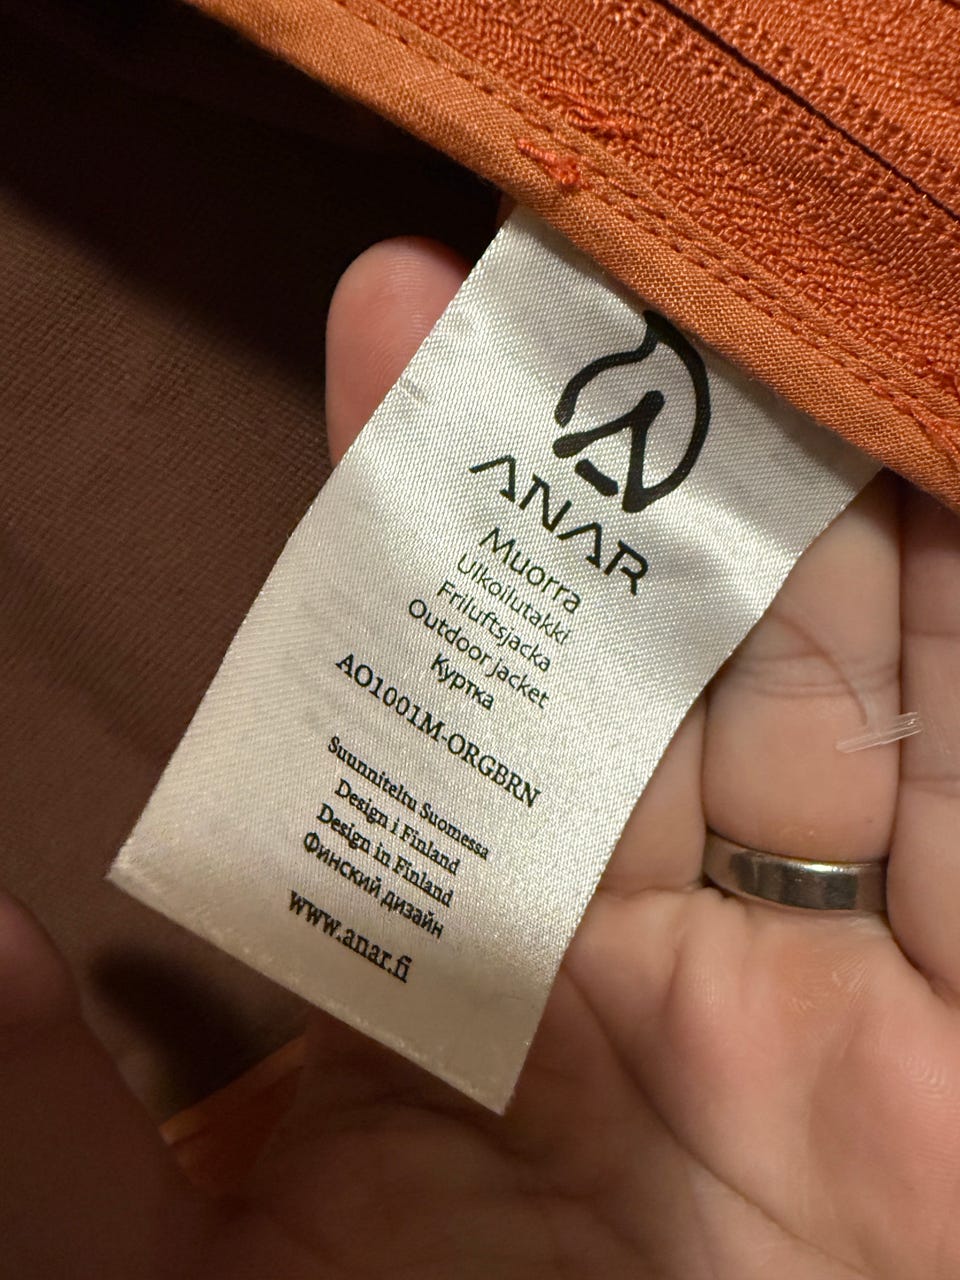 ANAR
Muorra
Ulkoilutakki
Friluftsjacka
Outdoor jacket
Куртка
AO1001M-ORGBRN
Suunniteltu Suomessa
Design i Finland
Design in Finland
Финский дизайн
www.anar.fi